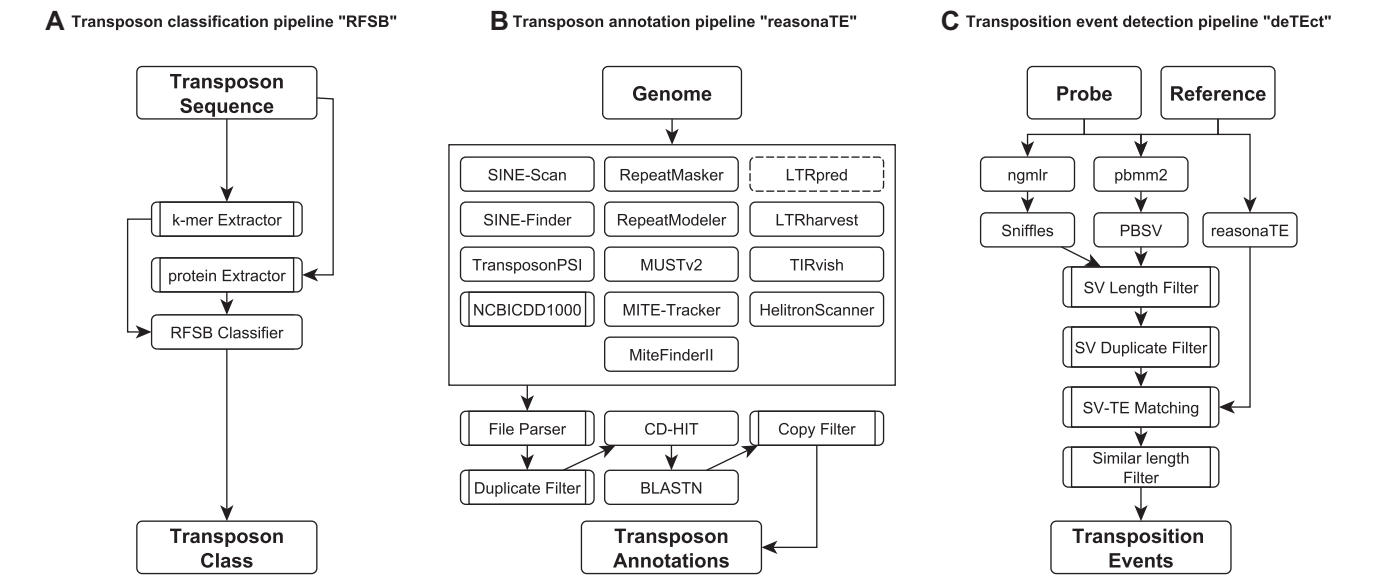 A Transposon classification pipeline "RFSB"
Transposon
Sequence
k-mer Extractor
protein Extractor
RFSB Classifier
Transposon
Class
B Transposon annotation pipeline "reasonaTE"
Genome
SINE-Scan
RepeatMasker
LTRpred
SINE-Finder
RepeatModeler
LTRharvest
TransposonPSI
MUSTv2
TIRvish
NCBICDD1000
MITE-Tracker
HelitronScanner
MiteFinderII
File Parser
CD-HIT
Copy Filter
Duplicate Filter
BLASTN
Transposon
Annotations
C Transposition event detection pipeline "deTEct"
Probe
Reference
ngmlr
pbmm2
Sniffles
PBSV
reasonaTE
SV Length Filter
SV Duplicate Filter
SV-TE Matching
Similar length
Filter
Transposition
Events